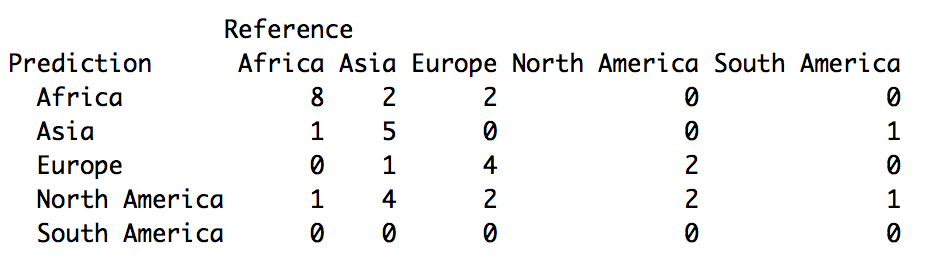 Reference
Prediction Africa Asia Europe North America South America
Africa 8 2 2 0 0
Asia 1 5 0 0 1
Europe 0 1 4 2 0
North America 1 4 2 2 1
South America 0 0 0 0 0